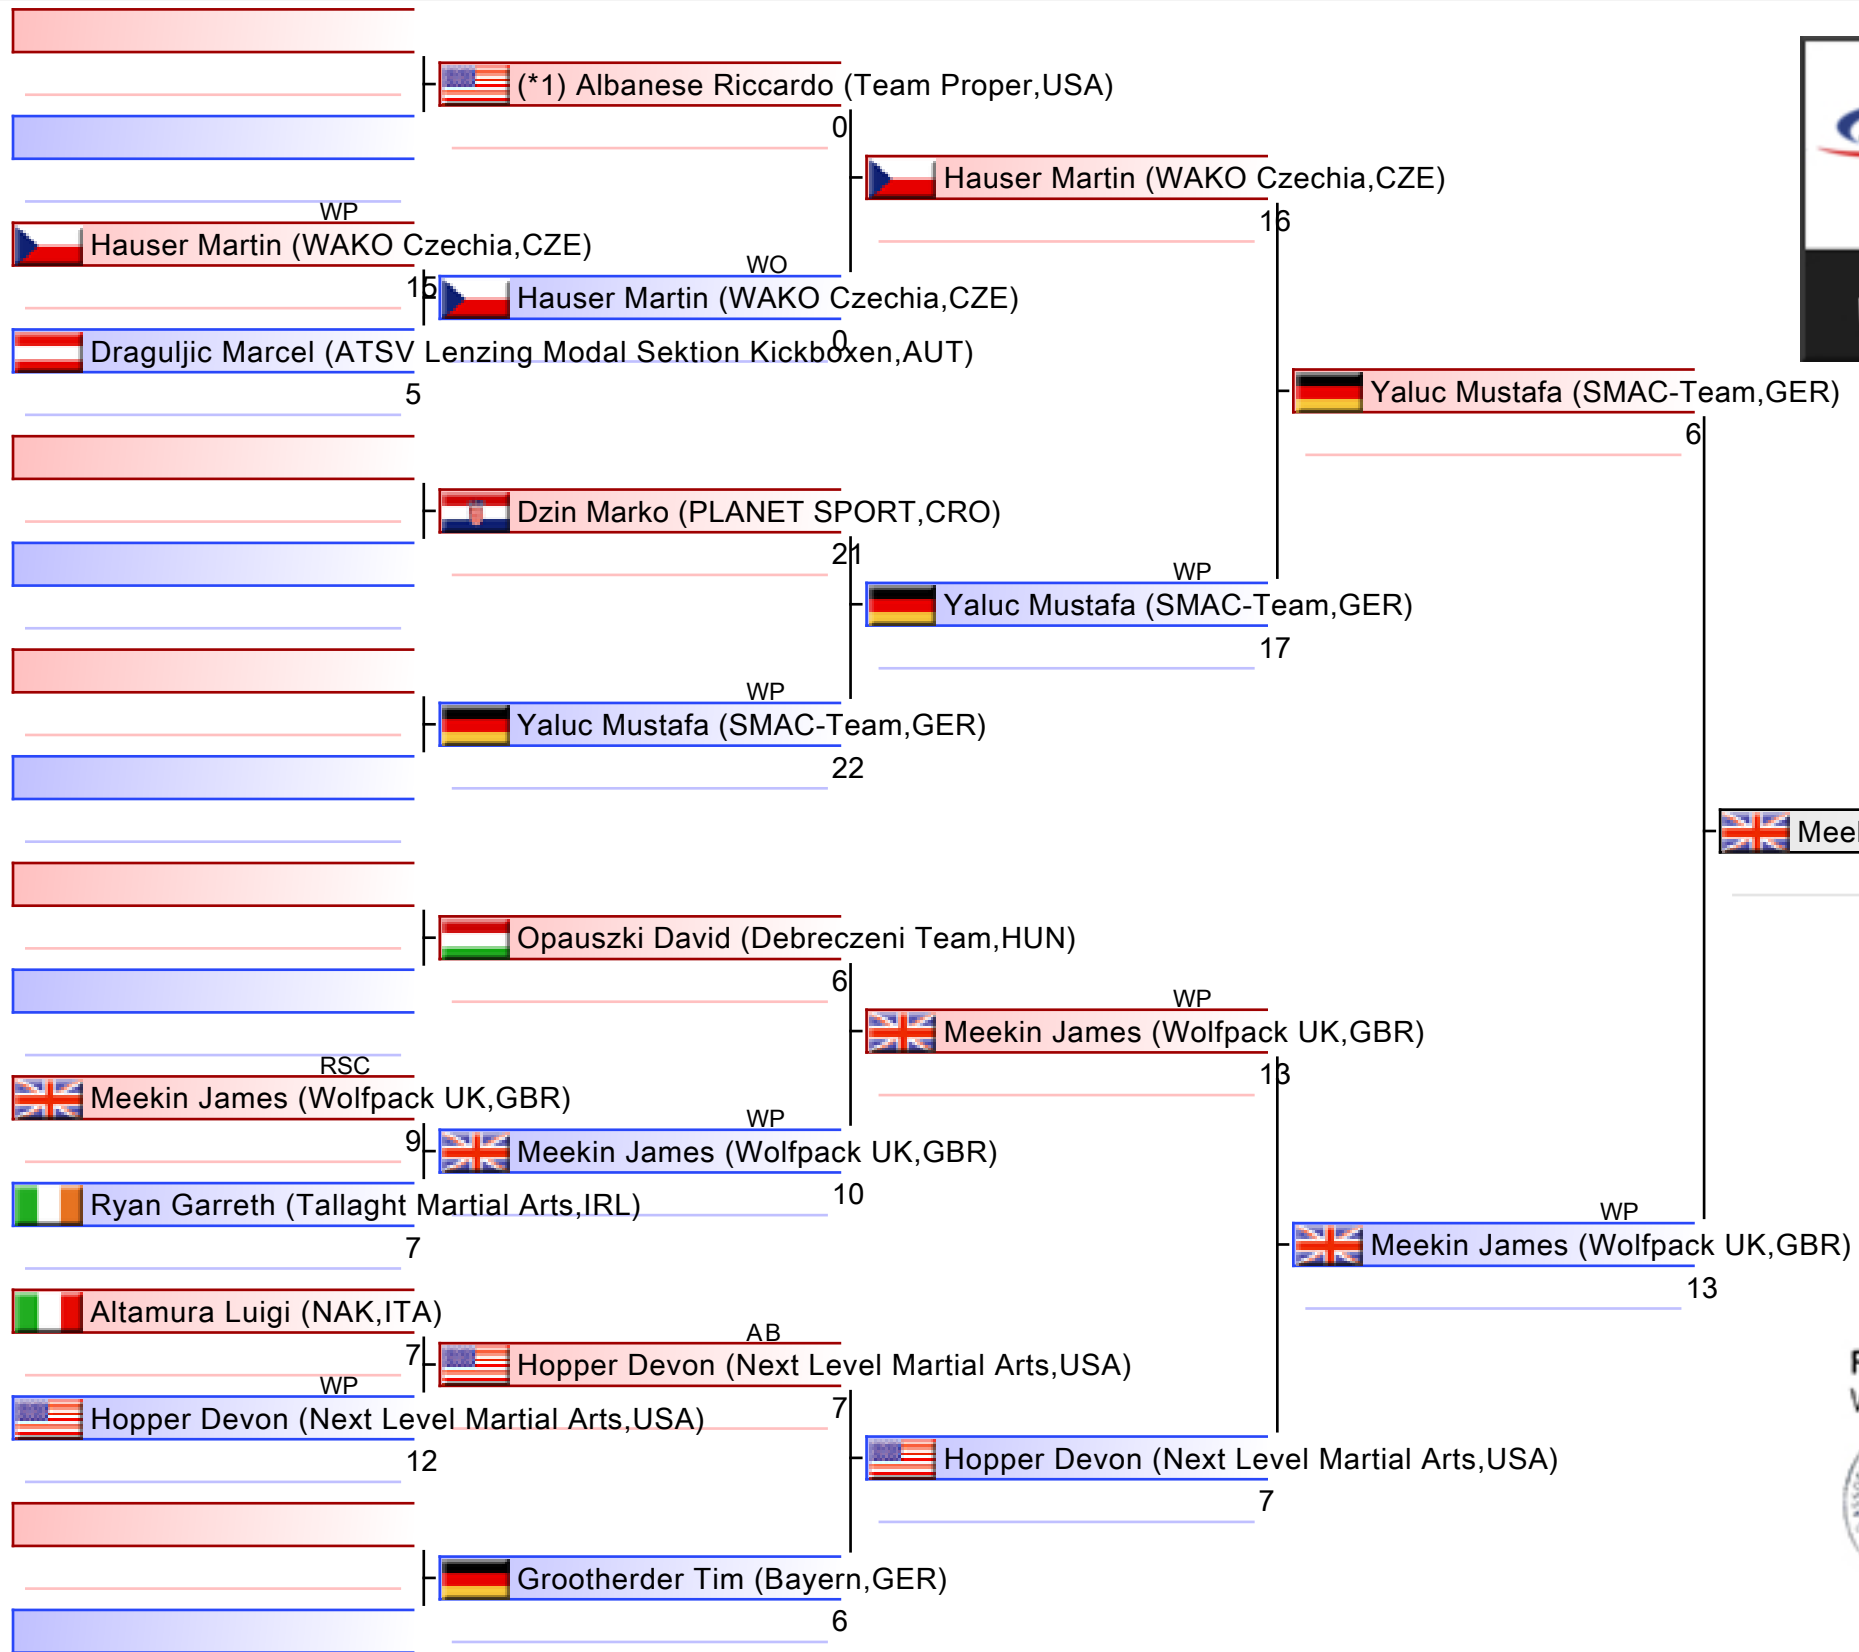 (*1) Albanese Riccardo (Team Proper,USA)
0
Hauser Martin (WAKO Czechia,CZE)
16
WP
Hauser Martin (WAKO Czechia,CZE)
15
WO
Hauser Martin (WAKO Czechia,CZE)
0
Draguljic Marcel (ATSV Lenzing Modal Sektion Kickboxen,AUT)
5
Yaluc Mustafa (SMAC-Team,GER)
6
Dzin Marko (PLANET SPORT,CRO)
21
WP
Yaluc Mustafa (SMAC-Team,GER)
17
WP
Yaluc Mustafa (SMAC-Team,GER)
22
Opauszki David (Debreczeni Team,HUN)
6
WP
Meekin James (Wolfpack UK,GBR)
13
RSC
Meekin James (Wolfpack UK,GBR)
9
WP
Meekin James (Wolfpack UK,GBR)
10
Ryan Garreth (Tallaght Martial Arts,IRL)
7
WP
Meekin James (Wolfpack UK,GBR)
13
Altamura Luigi (NAK,ITA)
7
AB
Hopper Devon (Next Level Martial Arts,USA)
7
WP
Hopper Devon (Next Level Martial Arts,USA)
12
Hopper Devon (Next Level Martial Arts,USA)
7
Grootherder Tim (Bayern,GER)
6